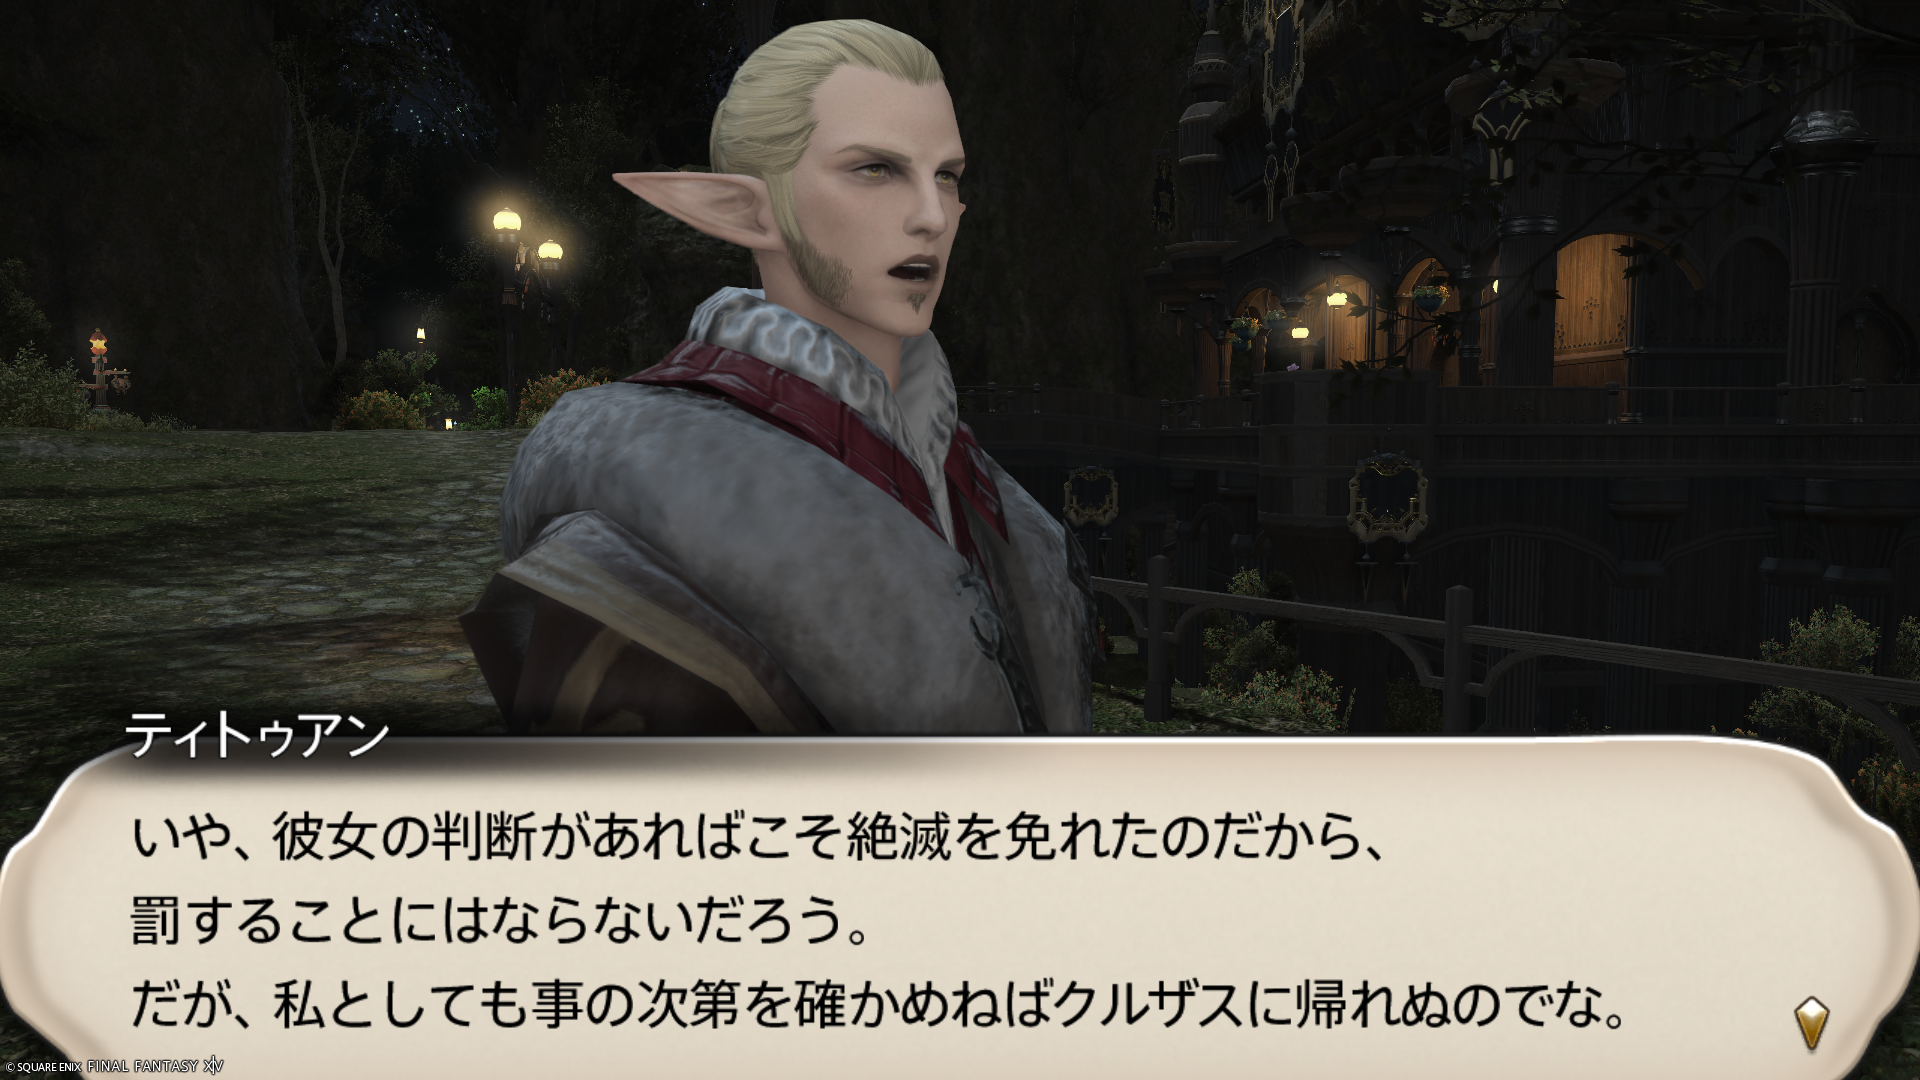 ティトゥアン
いや、彼女の判断があればこそ絶滅を免れたのだから、
罰することにはならないだろう。
だが、私としても事の次第を確かめねばクルザスに帰れぬのでな。
© SQUARE ENIX FINAL FANTASY XIV